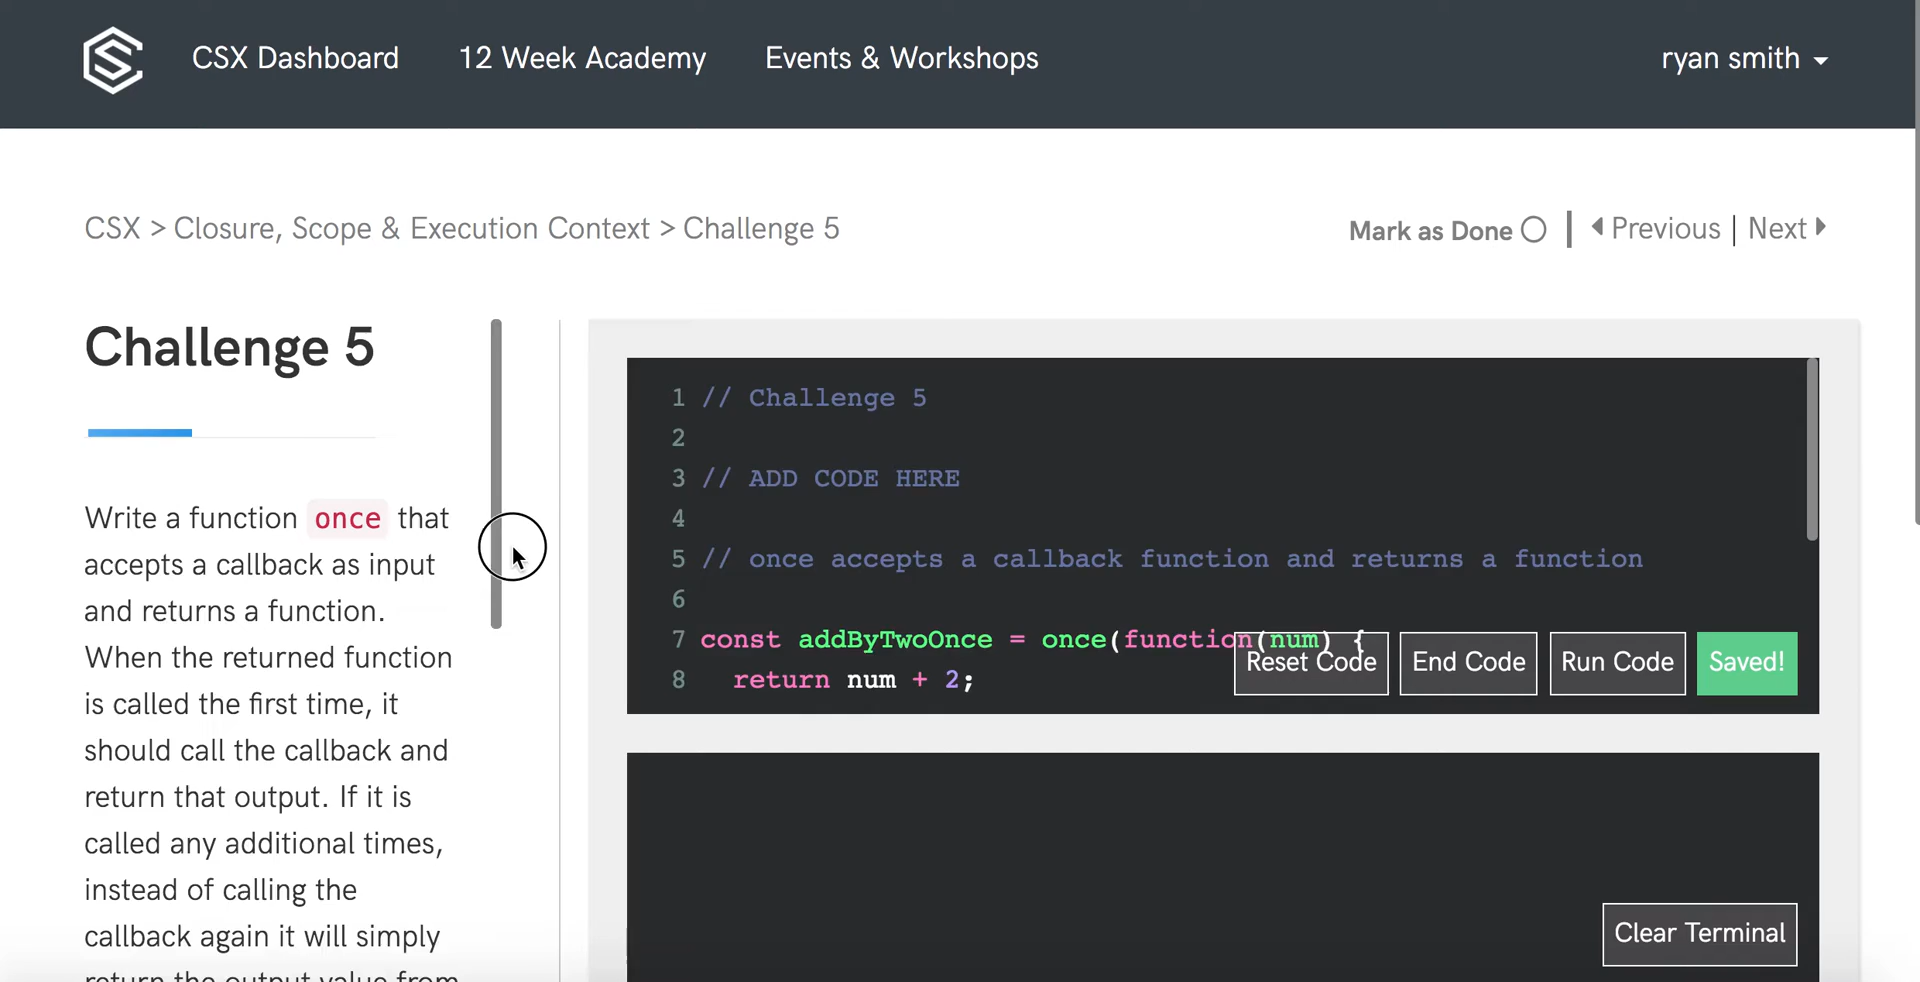 CSX Dashboard 12 Week Academy Events & Workshops ryan smith
CSX > Closure, Scope & Execution Context > Challenge 5
Mark as Done Previous | Next
Challenge 5
Write a function once that
accepts a callback as input
and returns a function.
When the returned function
is called the first time, it
should call the callback and
return that output. If it is
called any additional times,
instead of calling the
callback again it will simply
return the output value from
1 // Challenge 5
2
3 // ADD CODE HERE
4
5 // once accepts a callback function and returns a function
6
7 const addByTwoOnce = once(function(num) {
8 return num + 2;
Reset Code End Code Run Code Saved!
Clear Terminal